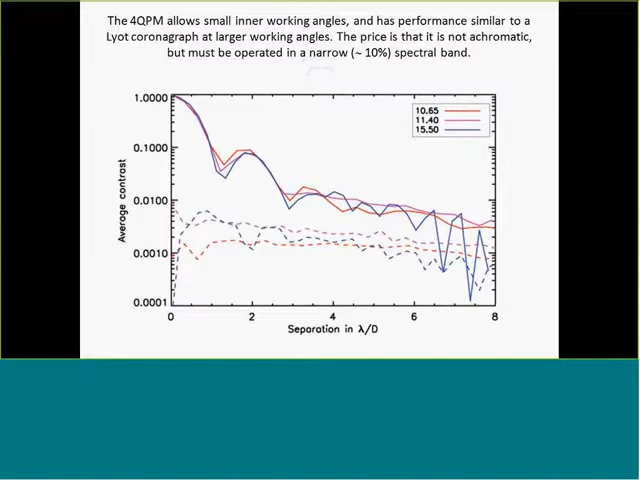 The 4QPM allows small inner working angles, and has performance similar to a
Lyot coronagraph at larger working angles. The price is that it is not achromatic,
but must be operated in a narrow (~ 10%) spectral band.
1.0000
0.1000
0.0100
0.0010
0.0001
Average contrast
10.65
11.40
15.50
0 2 4 6 8
Separation in λ/D